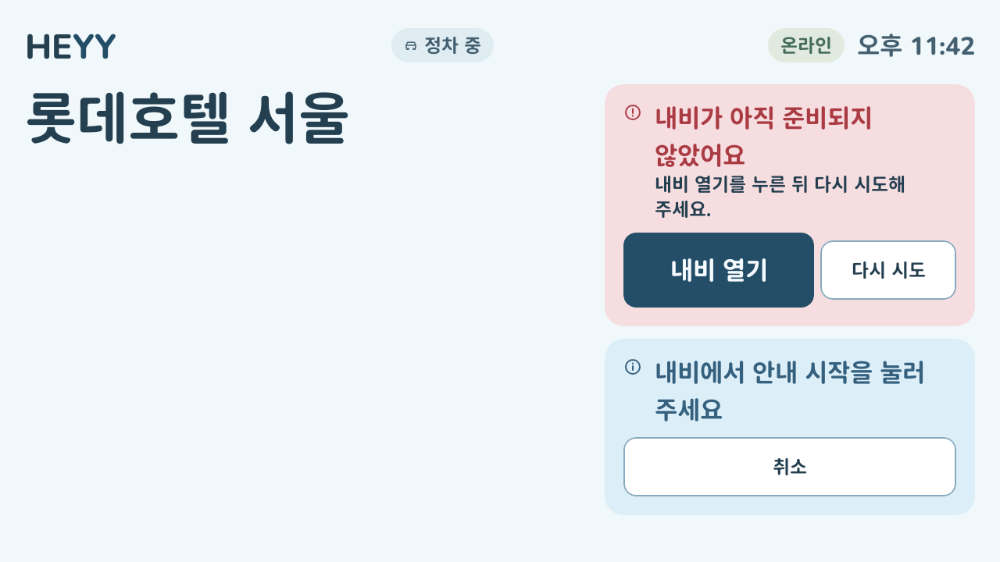 HEYY
정차 중
온라인
오후 11:42
롯데호텔 서울
내비가 아직 준비되지
않았어요
내비 열기를 누른 뒤 다시 시도해
주세요.
내비 열기
다시 시도
내비에서 안내 시작을 눌러
주세요
취소